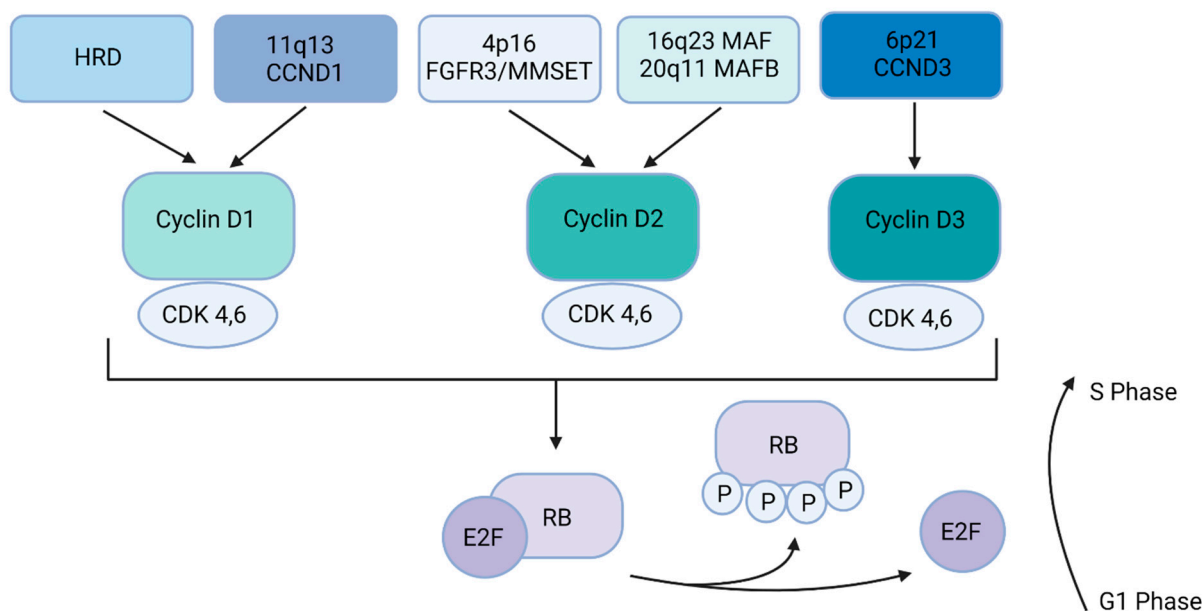 HRD
11q13
CCND1
4p16
FGFR3/MMSET
16q23 MAF
20q11 MAFB
6p21
CCND3
Cyclin D1
Cyclin D2
Cyclin D3
CDK 4,6
CDK 4,6
CDK 4,6
S Phase
RB
P
P
P
P
E2F
RB
E2F
G1 Phase